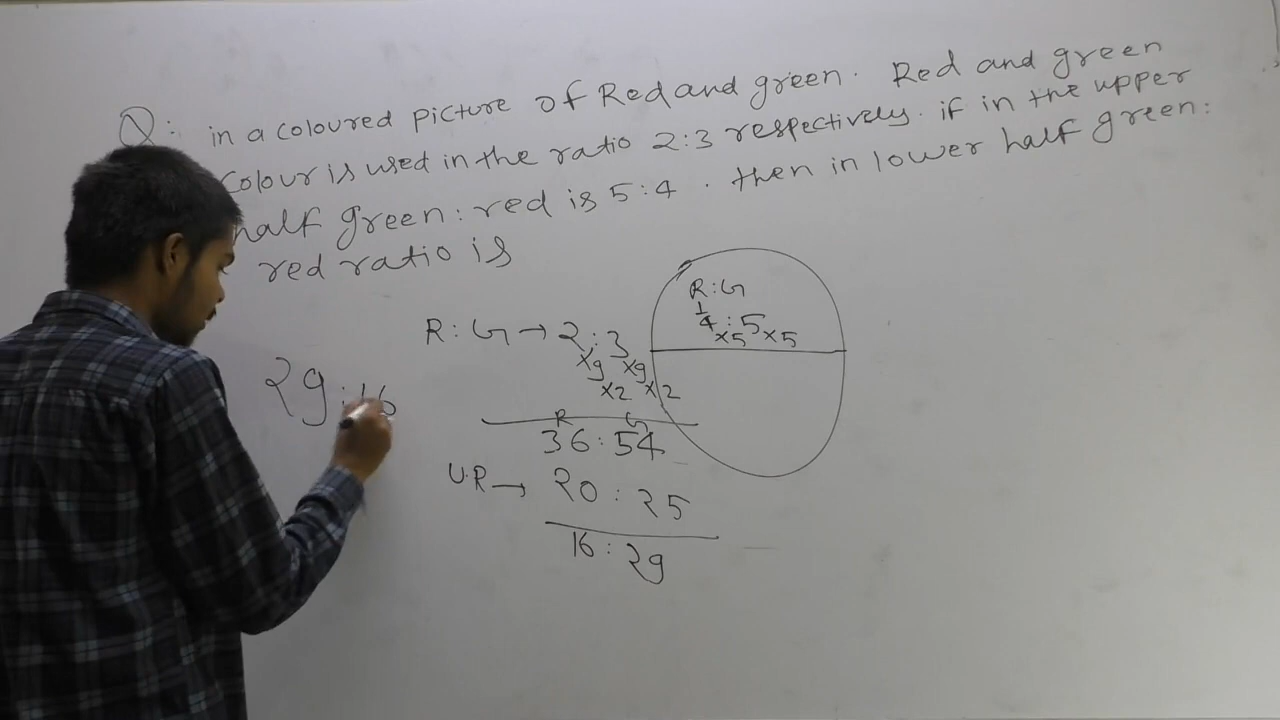 Q: in a coloured picture of Red and green. Red and green
colour is used in the ratio 2:3 respectively. if in the upper
half green: red is 5:4. then in lower half green:
red ratio is
R:G
4:5
×5 ×5
R:G → 2:3
×9 ×9
×2 ×2
29:16
R G
36:54
U.R → 20:25
16:29